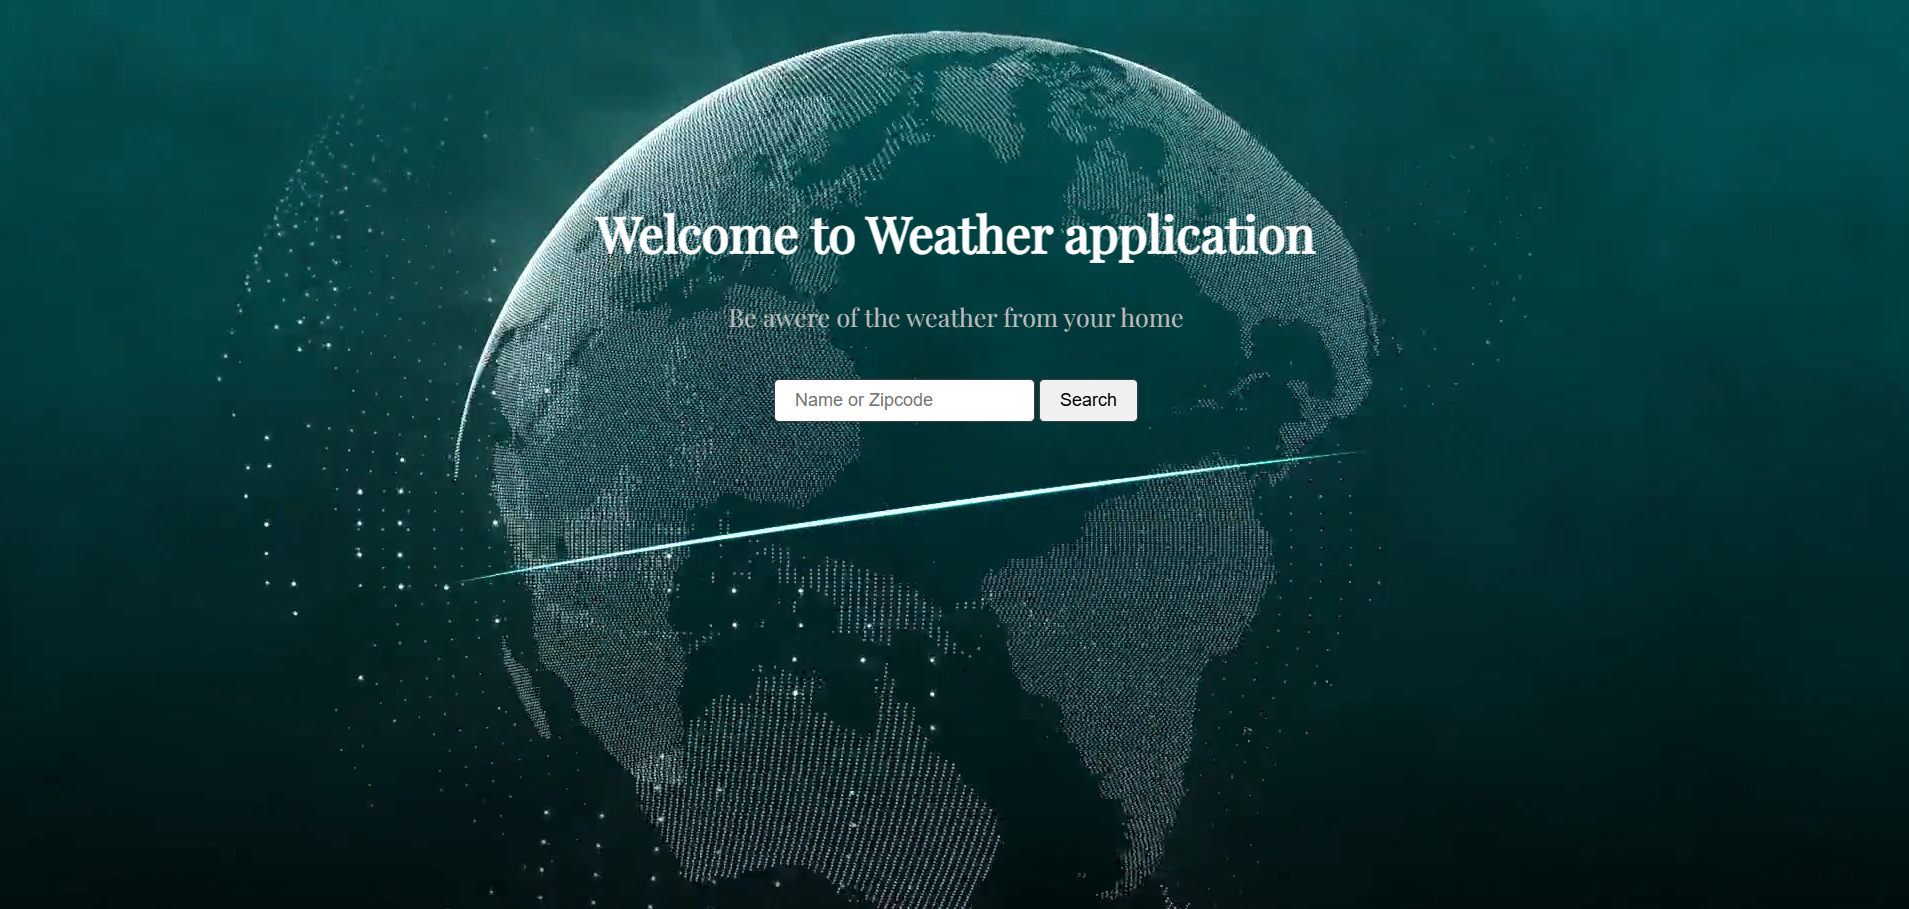 Welcome to Weather application
Be awere of the weather from your home
Name or Zipcode
Search